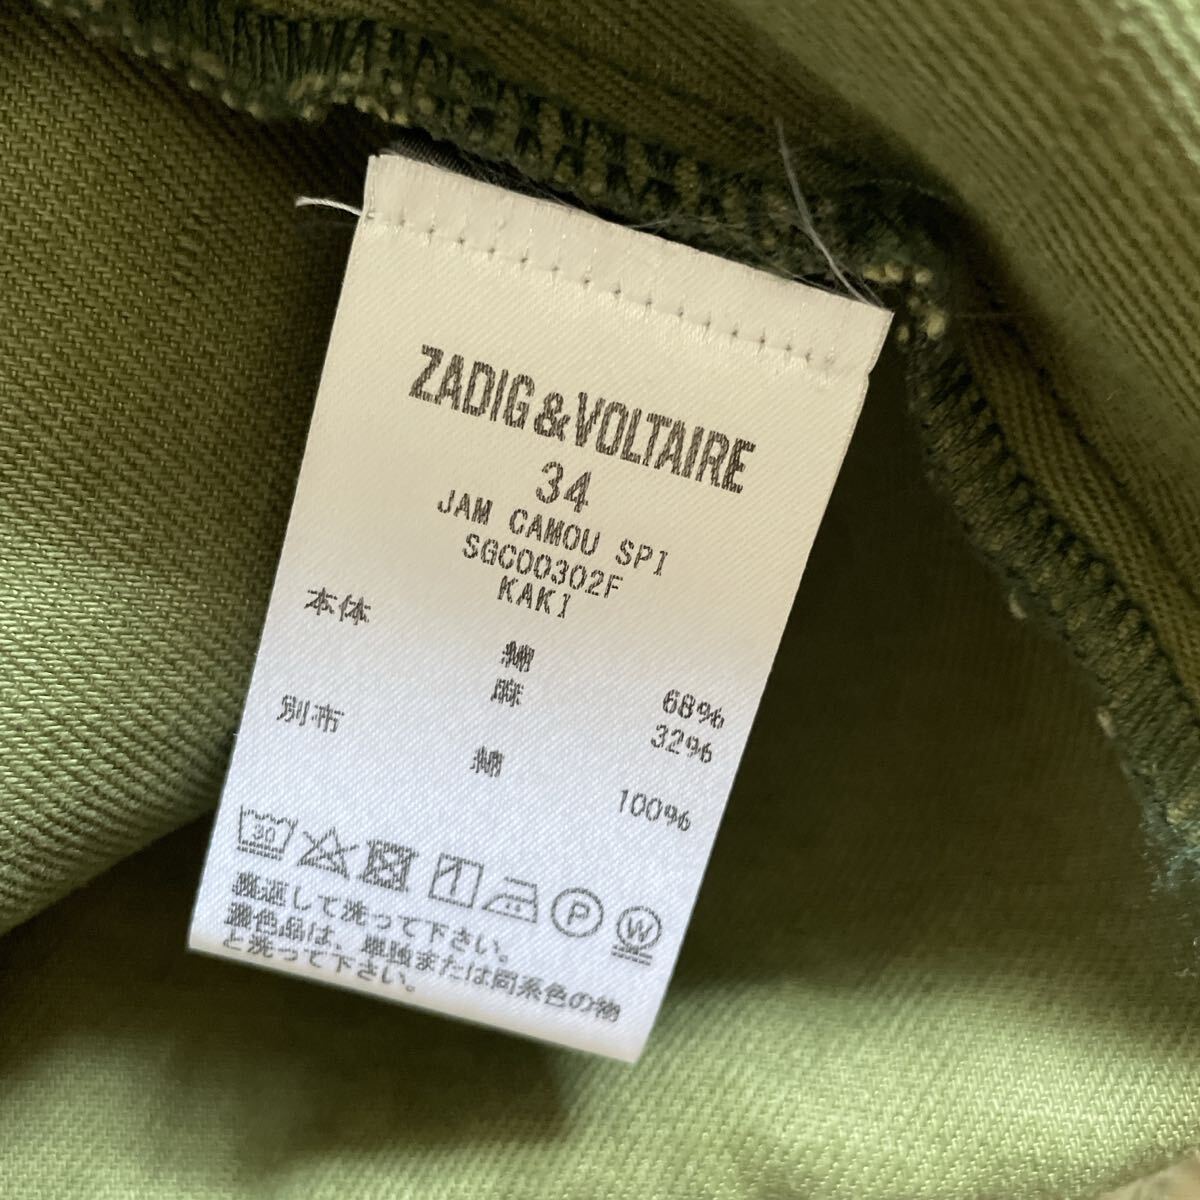 ZADIG&VOLTAIRE
34
JAM CAMOU SPI
SGC00302F
KAKI
本体
綿 68%
麻 32%
別布
綿 100%
30
P
W
裏返して洗って下さい。
濃色品は、単独または同系色の物
と洗って下さい。